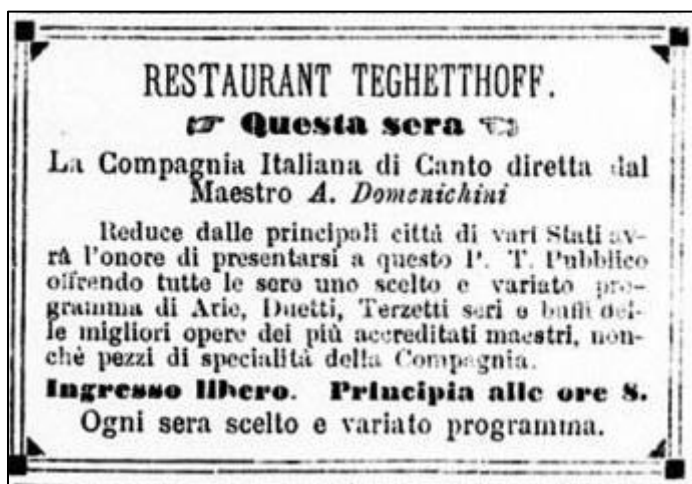 RESTAURANT TEGHETTHOFF.
☞ Questa sera ☜
La Compagnia Italiana di Canto diretta dal
Maestro A. Domenichini
Reduce dalle principali città di vari Stati av-
rà l'onore di presentarsi a questo P. T. Pubblico
offrendo tutte le sere uno scelto e variato pro-
gramma di Arie, Duetti, Terzetti seri e buffi del-
le migliori opere dei più accreditati maestri, non-
chè pezzi di specialità della Compagnia.
Ingresso libero. Principia alle ore 8.
Ogni sera scelto e variato programma.